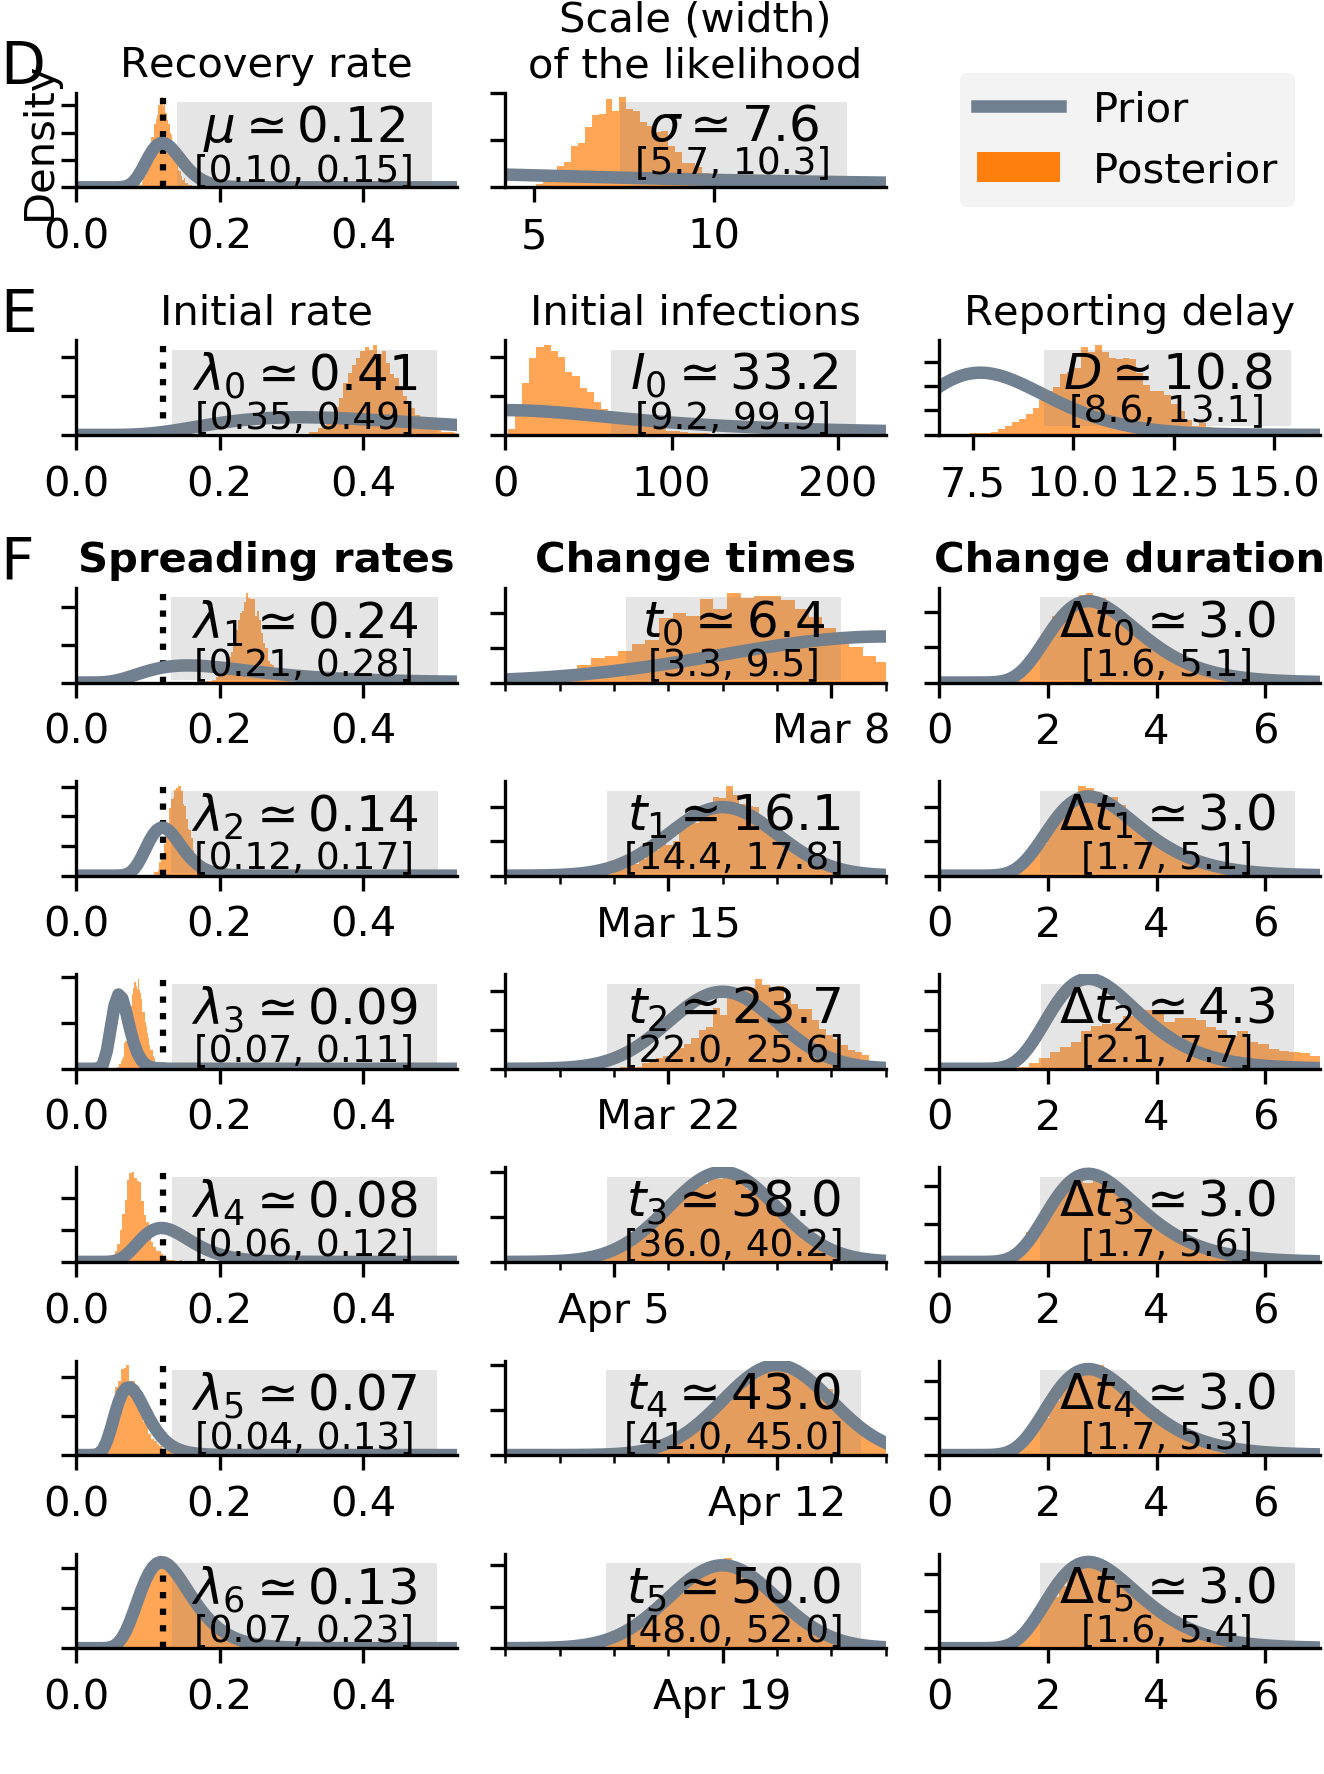 D
Recovery rate
Scale (width)
of the likelihood
Density
μ ≃ 0.12
[0.10, 0.15]
0.0 0.2 0.4
σ ≃ 7.6
[5.7, 10.3]
5 10
Prior
Posterior
E
Initial rate
λ0 ≃ 0.41
[0.35, 0.49]
0.0 0.2 0.4
Initial infections
I0 ≃ 33.2
[9.2, 99.9]
0 100 200
Reporting delay
D ≃ 10.8
[8.6, 13.1]
7.5 10.0 12.5 15.0
F
Spreading rates
Change times
Change duration
λ1 ≃ 0.24
[0.21, 0.28]
0.0 0.2 0.4
t0 ≃ 6.4
[3.3, 9.5]
Mar 8
Δt0 ≃ 3.0
[1.6, 5.1]
0 2 4 6
λ2 ≃ 0.14
[0.12, 0.17]
0.0 0.2 0.4
t1 ≃ 16.1
[14.4, 17.8]
Mar 15
Δt1 ≃ 3.0
[1.7, 5.1]
0 2 4 6
λ3 ≃ 0.09
[0.07, 0.11]
0.0 0.2 0.4
t2 ≃ 23.7
[22.0, 25.6]
Mar 22
Δt2 ≃ 4.3
[2.1, 7.7]
0 2 4 6
λ4 ≃ 0.08
[0.06, 0.12]
0.0 0.2 0.4
t3 ≃ 38.0
[36.0, 40.2]
Apr 5
Δt3 ≃ 3.0
[1.7, 5.6]
0 2 4 6
λ5 ≃ 0.07
[0.04, 0.13]
0.0 0.2 0.4
t4 ≃ 43.0
[41.0, 45.0]
Apr 12
Δt4 ≃ 3.0
[1.7, 5.3]
0 2 4 6
λ6 ≃ 0.13
[0.07, 0.23]
0.0 0.2 0.4
t5 ≃ 50.0
[48.0, 52.0]
Apr 19
Δt5 ≃ 3.0
[1.6, 5.4]
0 2 4 6